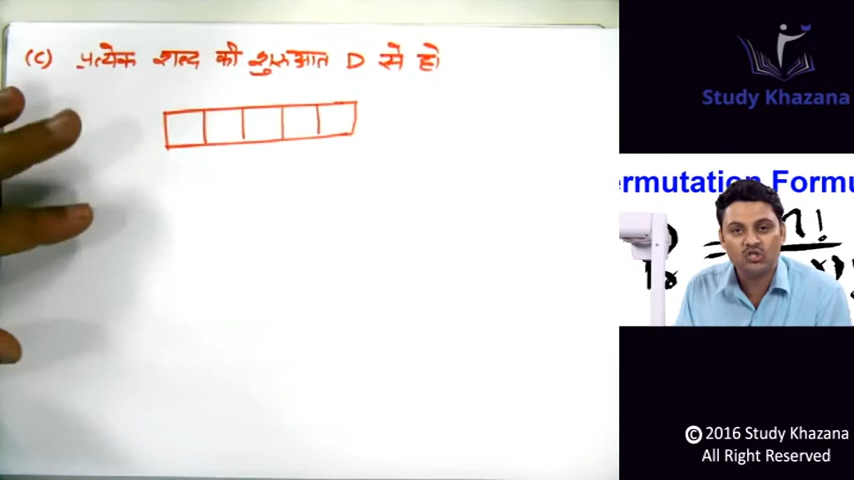 (c) प्रत्येक शब्द की शुरुआत D से हो
Study Khazana
ermutation Formu
n!
© 2016 Study Khazana
All Right Reserved